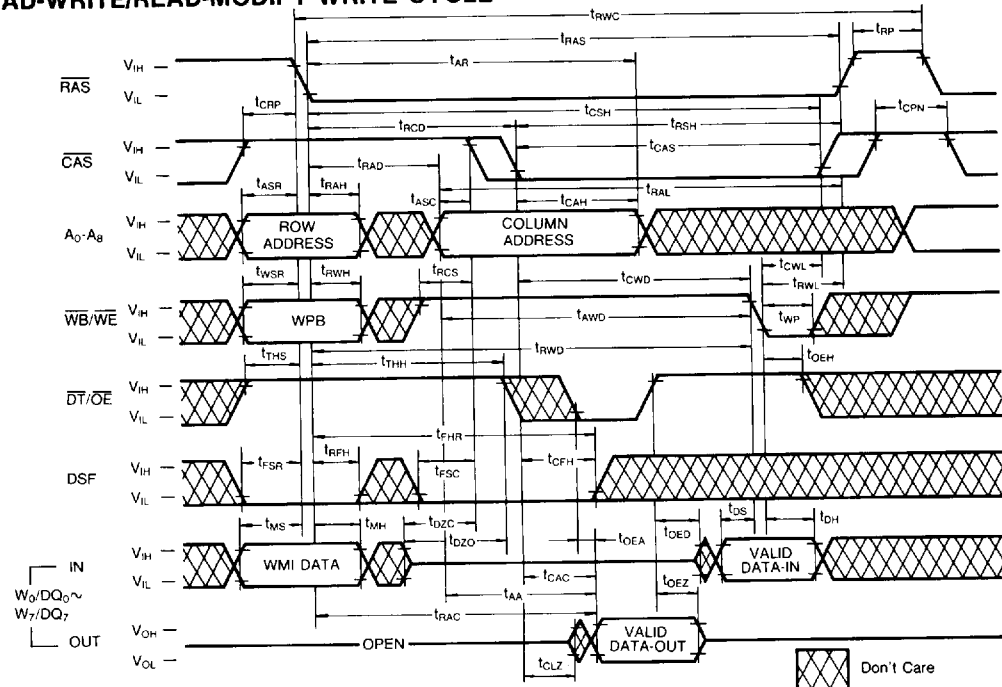 AD-WRITE/READ-MODIFY-WRITE CYCLE
tRWC
tRAS
tRP
tAR
RAS
VIH
VIL
tCRP
tCSH
tCPN
tRCD
tRSH
CAS
VIH
VIL
tRAD
tCAS
tASR
tRAH
tASC
tCAH
tRAL
A0-A8
VIH
VIL
ROW ADDRESS
COLUMN ADDRESS
tWSR
tRWH
tRCS
tCWD
tCWL
tRWL
WB/WE
VIH
VIL
WPB
tAWD
tWP
tRWD
tTHS
tTHH
tOEH
DT/OE
VIH
VIL
tFHR
tFSR
tRFH
tFSC
tCFH
DSF
VIH
VIL
tMS
tMH
tDZC
tDZO
tOEA
tOED
tDS
tDH
IN
W0/DQ0~
W7/DQ7
OUT
VIH
VIL
WMI DATA
VALID DATA-IN
tCAC
tAA
tRAC
tOEZ
VOH
VOL
OPEN
VALID DATA-OUT
tCLZ
Don't Care